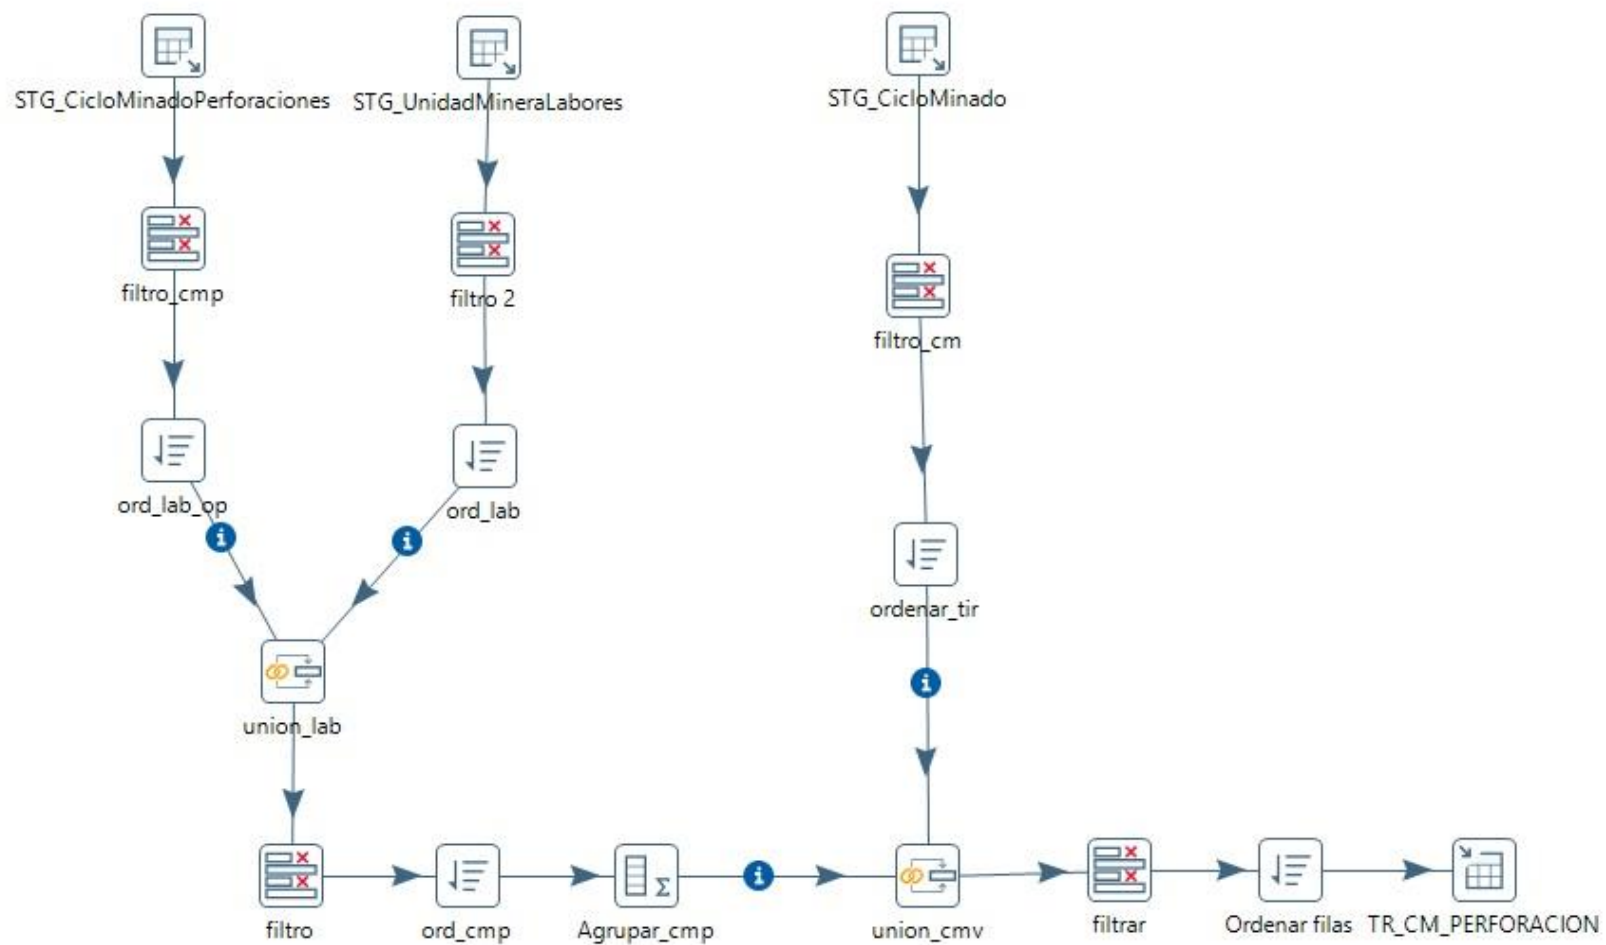 STG_CicloMinadoPerforaciones
STG_UnidadMineraLabores
STG_CicloMinado
filtro_cmp
filtro 2
filtro_cm
ord_lab_op
ord_lab
ordenar_tir
union_lab
filtro
ord_cmp
Agrupar_cmp
union_cmv
filtrar
Ordenar filas
TR_CM_PERFORACION